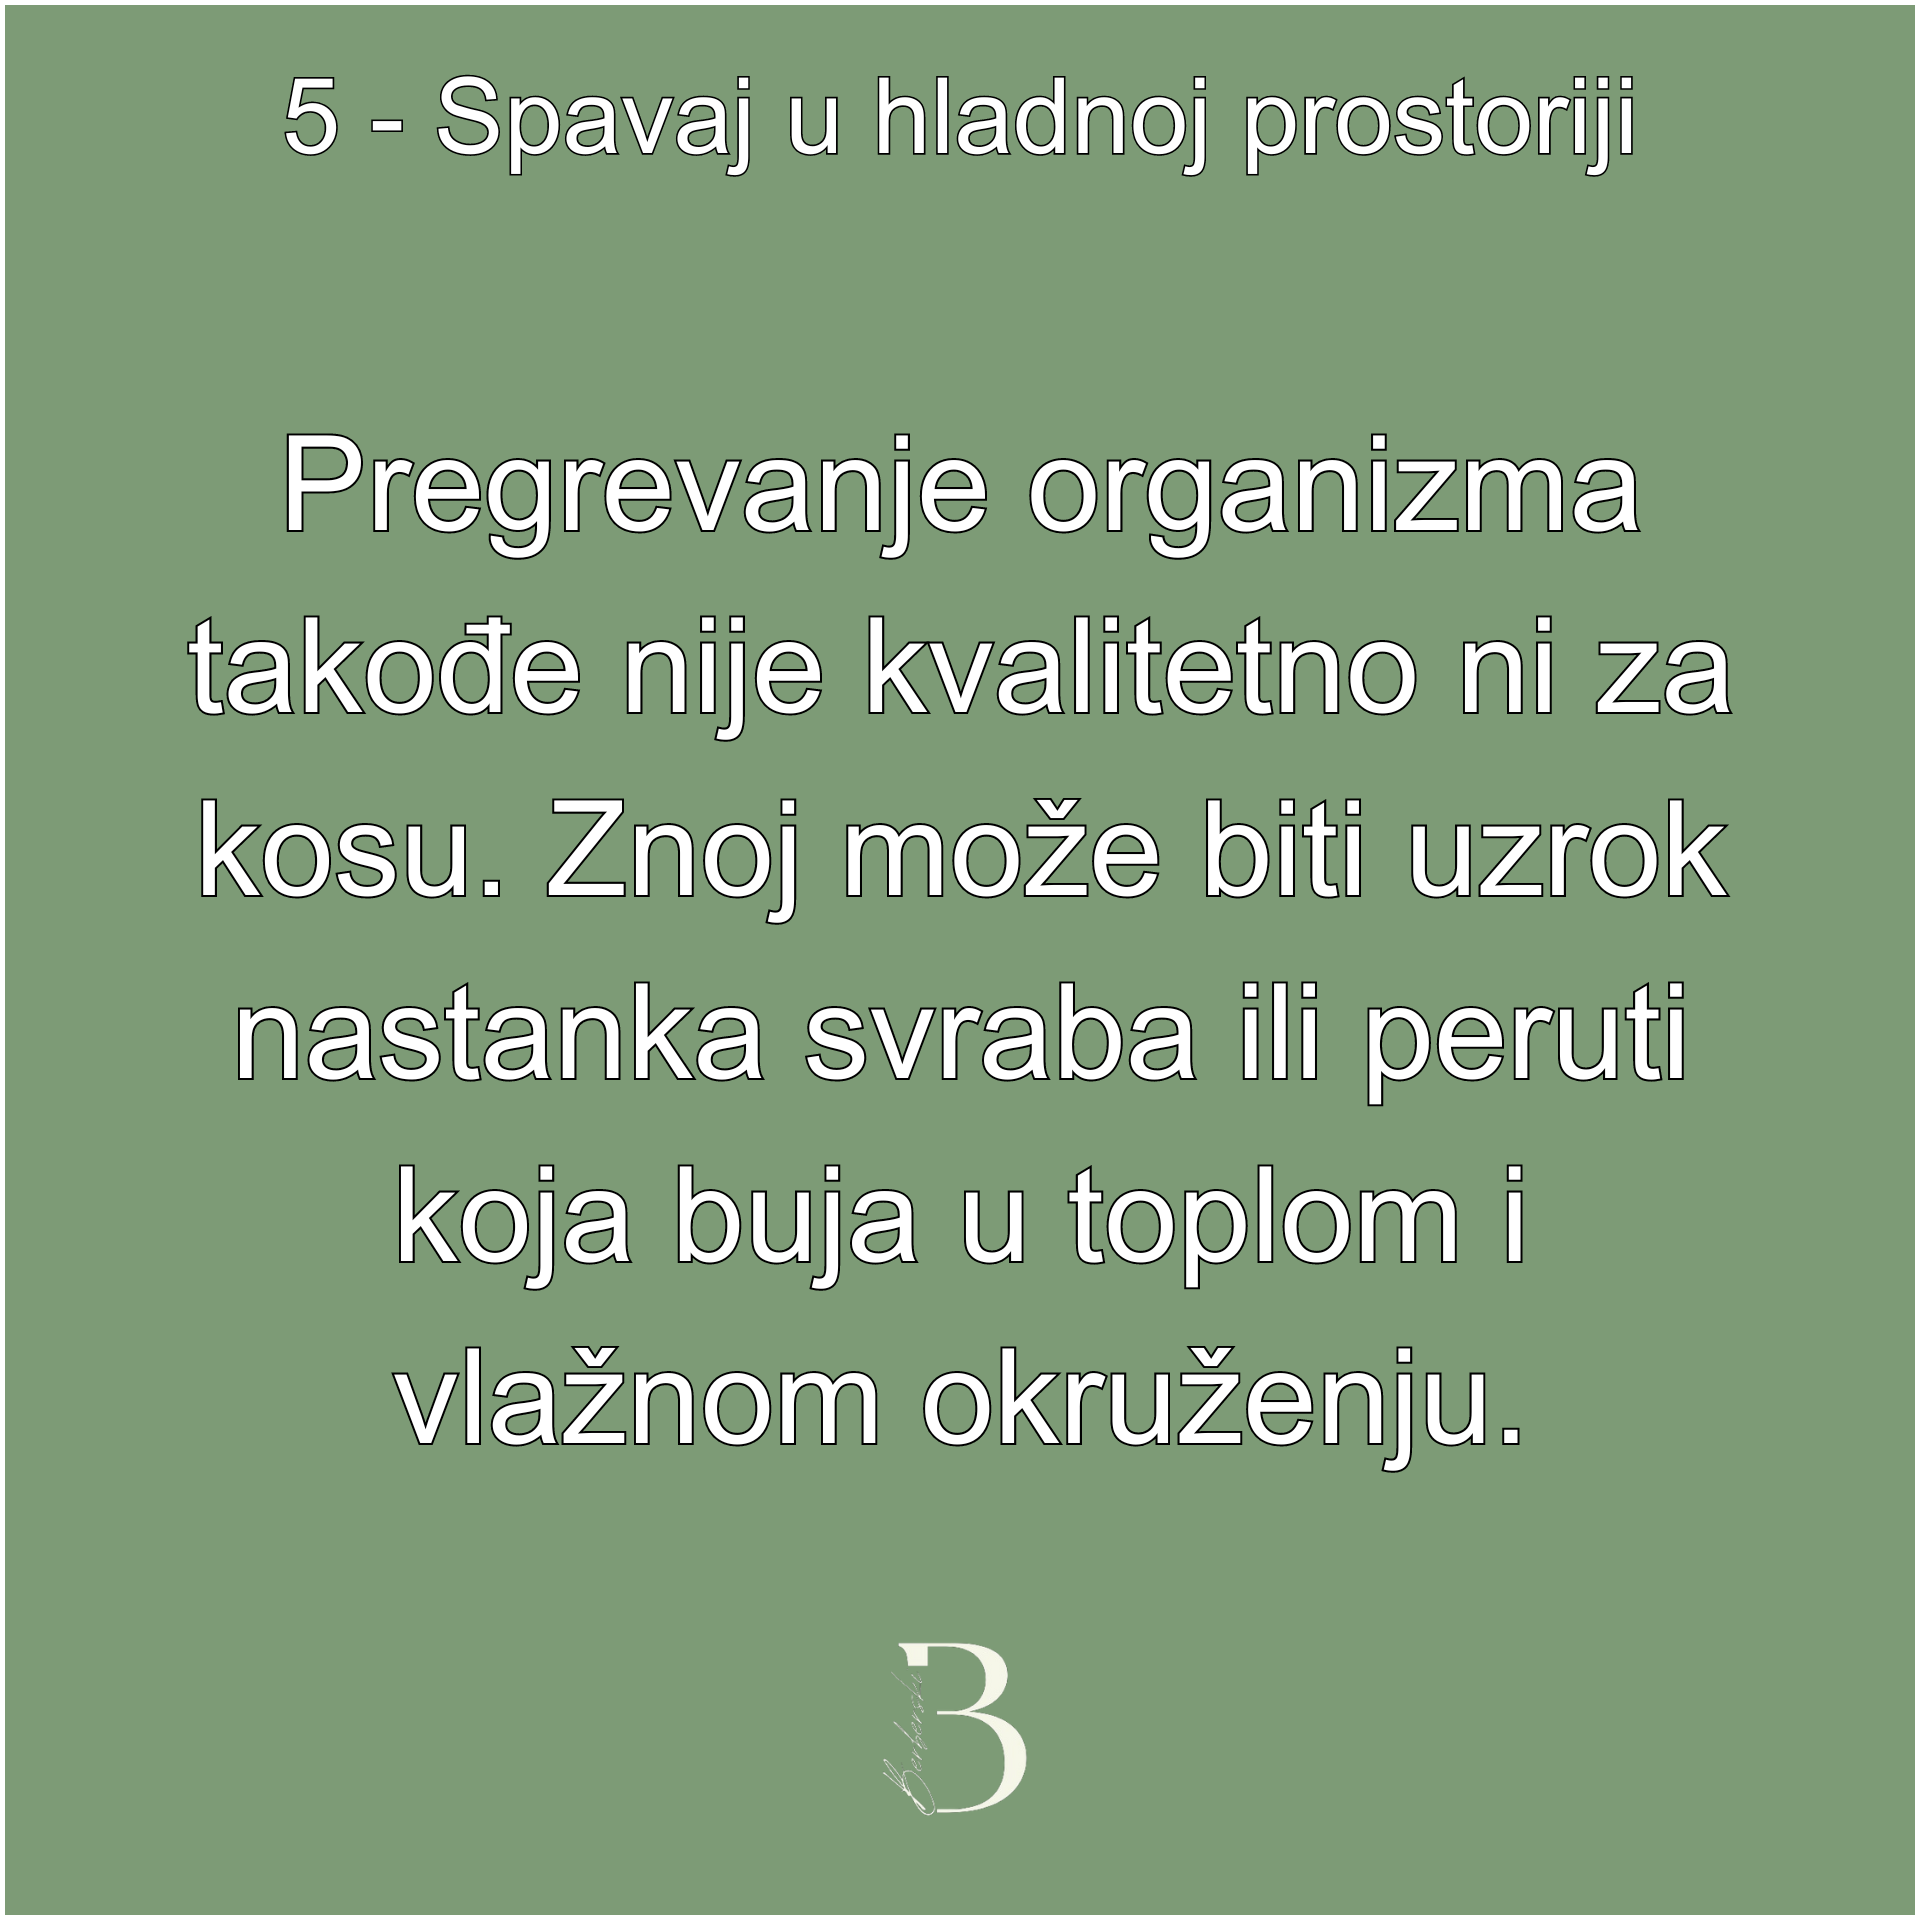 5 - Spavaj u hladnoj prostoriji
Pregrevanje organizma
takođe nije kvalitetno ni za
kosu. Znoj može biti uzrok
nastanka svraba ili peruti
koja buja u toplom i
vlažnom okruženju.
B